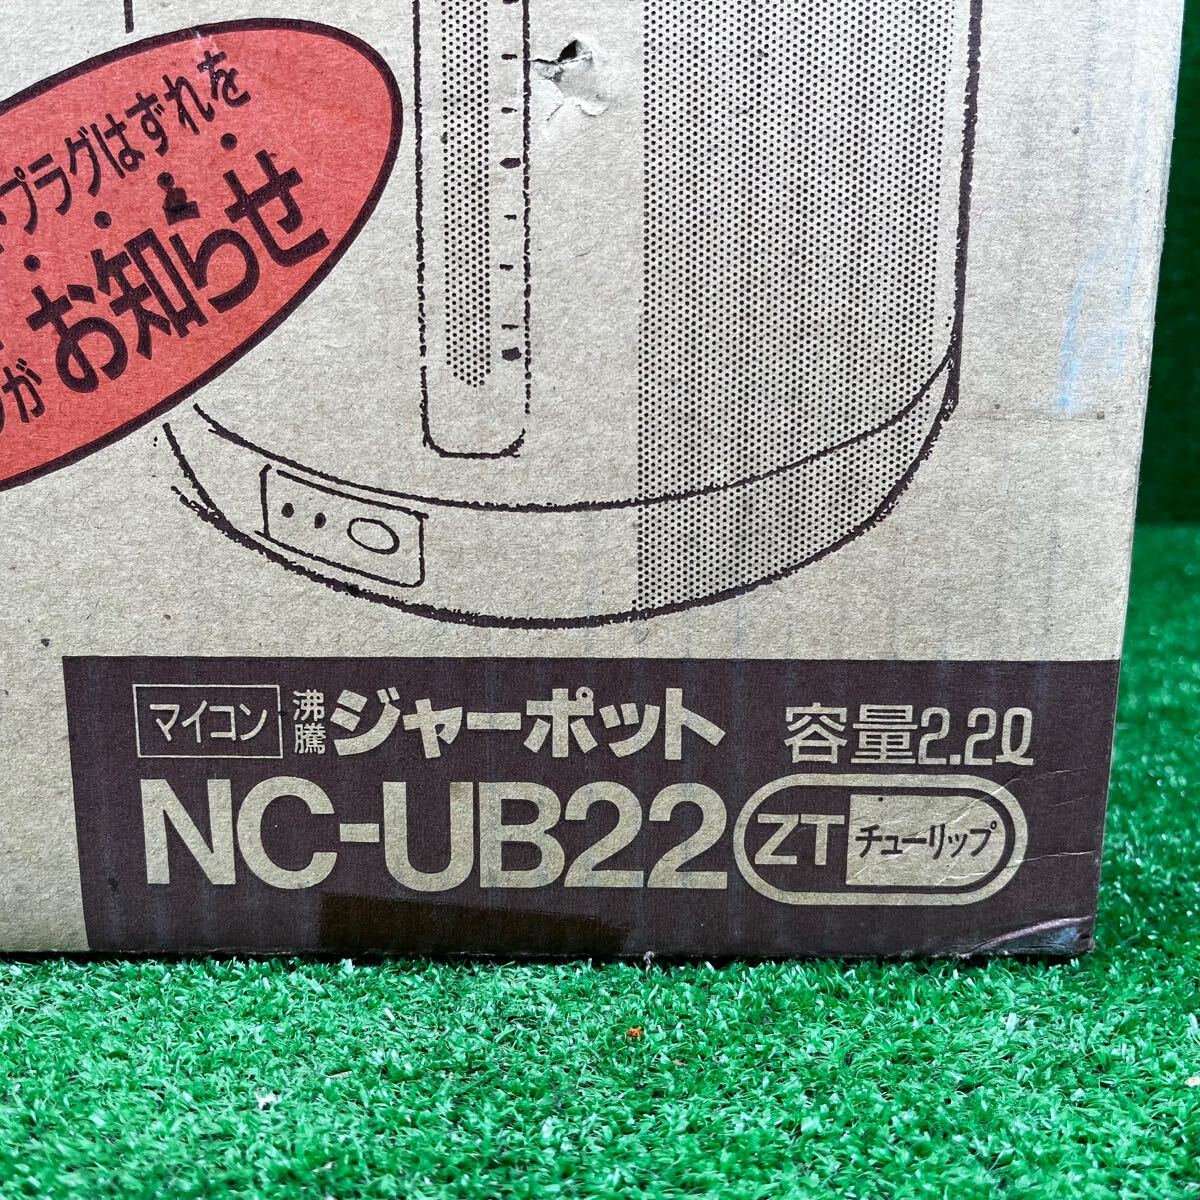 プラグはずれを
が お知らせ
マイコン 沸騰 ジャーポット 容量2.2ℓ
NC-UB22 ZT チューリップ